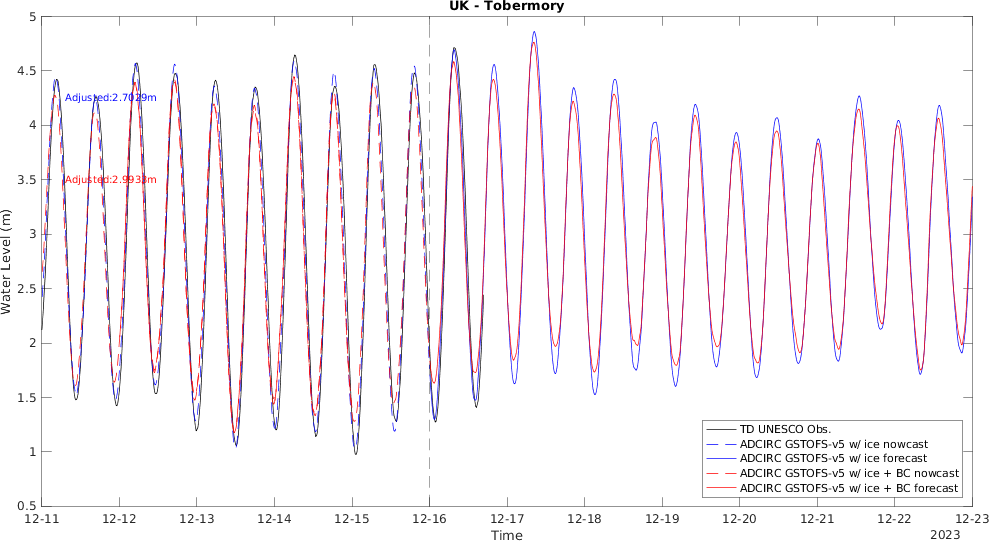 UK - Tobermory
Water Level (m)
5
4.5
4
3.5
3
2.5
2
1.5
1
0.5
Adjusted:2.7029m
Adjusted:2.9933m
TD UNESCO Obs.
ADCIRC GSTOFS-v5 w/ ice nowcast
ADCIRC GSTOFS-v5 w/ ice forecast
ADCIRC GSTOFS-v5 w/ ice + BC nowcast
ADCIRC GSTOFS-v5 w/ ice + BC forecast
12-11 12-12 12-13 12-14 12-15 12-16 12-17 12-18 12-19 12-20 12-21 12-22 12-23
Time
2023